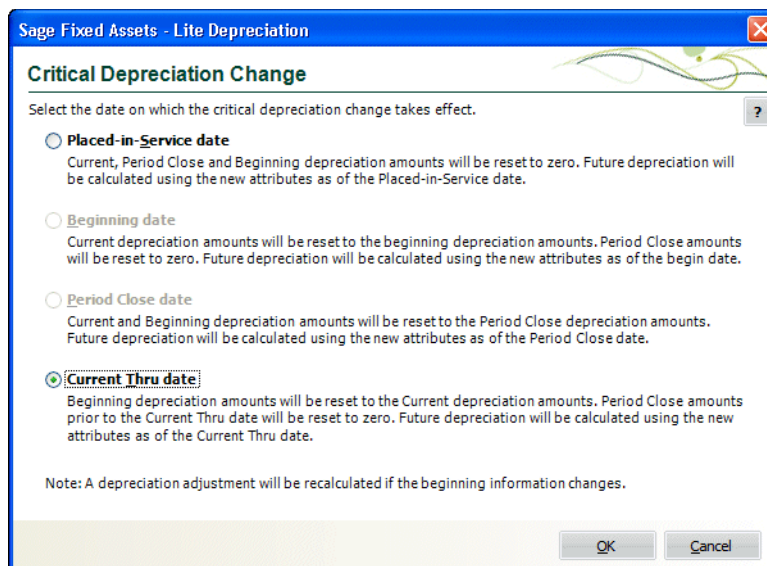 Sage Fixed Assets - Lite Depreciation
Critical Depreciation Change
Select the date on which the critical depreciation change takes effect.
?
Placed-in-Service date
Current, Period Close and Beginning depreciation amounts will be reset to zero. Future depreciation will
be calculated using the new attributes as of the Placed-in-Service date.
Beginning date
Current depreciation amounts will be reset to the beginning depreciation amounts. Period Close amounts
will be reset to zero. Future depreciation will be calculated using the new attributes as of the begin date.
Period Close date
Current and Beginning depreciation amounts will be reset to the Period Close depreciation amounts.
Future depreciation will be calculated using the new attributes as of the Period Close date.
Current Thru date
Beginning depreciation amounts will be reset to the Current depreciation amounts. Period Close amounts
prior to the Current Thru date will be reset to zero. Future depreciation will be calculated using the new
attributes as of the Current Thru date.
Note: A depreciation adjustment will be recalculated if the beginning information changes.
OK Cancel